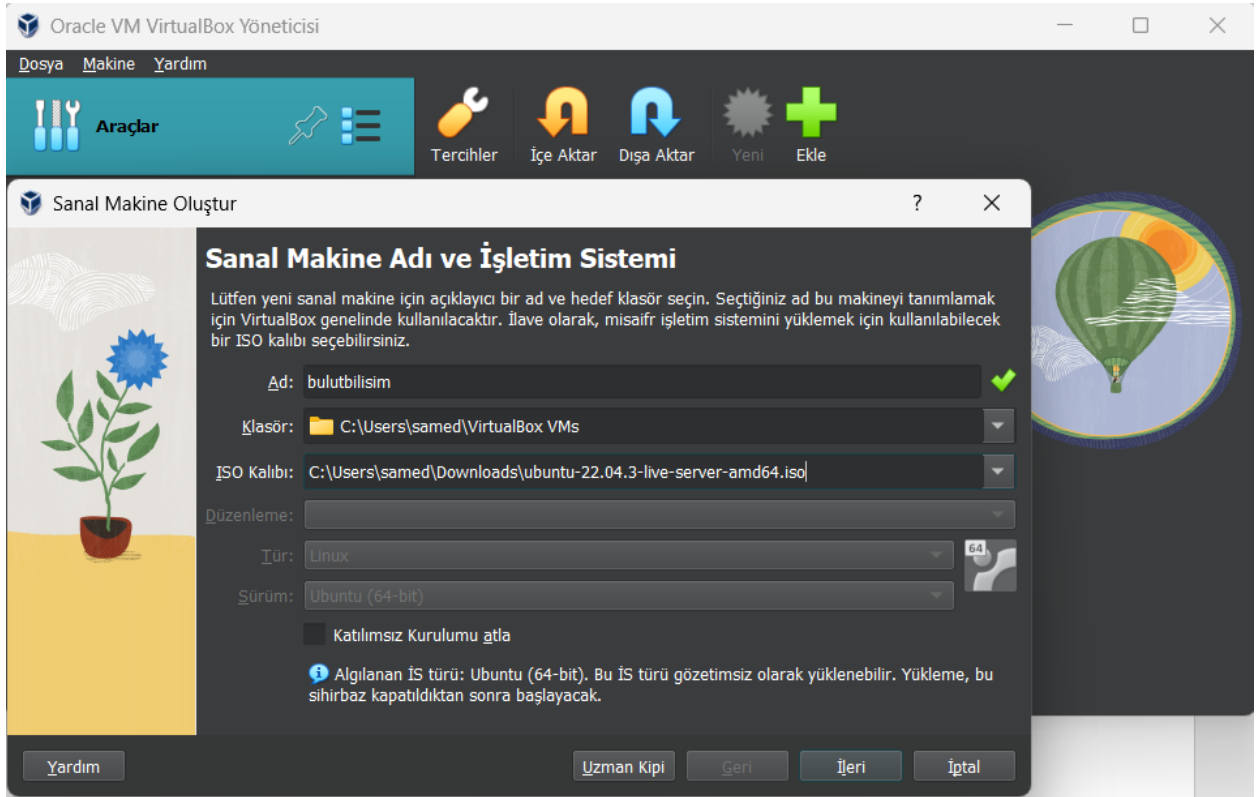 Oracle VM VirtualBox Yöneticisi
Dosya Makine Yardım
Araçlar
Tercihler İçe Aktar Dışa Aktar Yeni Ekle
Sanal Makine Oluştur ?
Sanal Makine Adı ve İşletim Sistemi
Lütfen yeni sanal makine için açıklayıcı bir ad ve hedef klasör seçin. Seçtiğiniz ad bu makineyi tanımlamak
için VirtualBox genelinde kullanılacaktır. İlave olarak, misaifr işletim sistemini yüklemek için kullanılabilecek
bir ISO kalıbı seçebilirsiniz.
Ad: bulutbilisim
Klasör: C:\Users\samed\VirtualBox VMs
ISO Kalıbı: C:\Users\samed\Downloads\ubuntu-22.04.3-live-server-amd64.iso
Düzenleme:
Tür: Linux
64
Sürüm: Ubuntu (64-bit)
Katılımsız Kurulumu atla
Algılanan İS türü: Ubuntu (64-bit). Bu İS türü gözetimsiz olarak yüklenebilir. Yükleme, bu
sihirbaz kapatıldıktan sonra başlayacak.
Yardım Uzman Kipi Geri İleri İptal